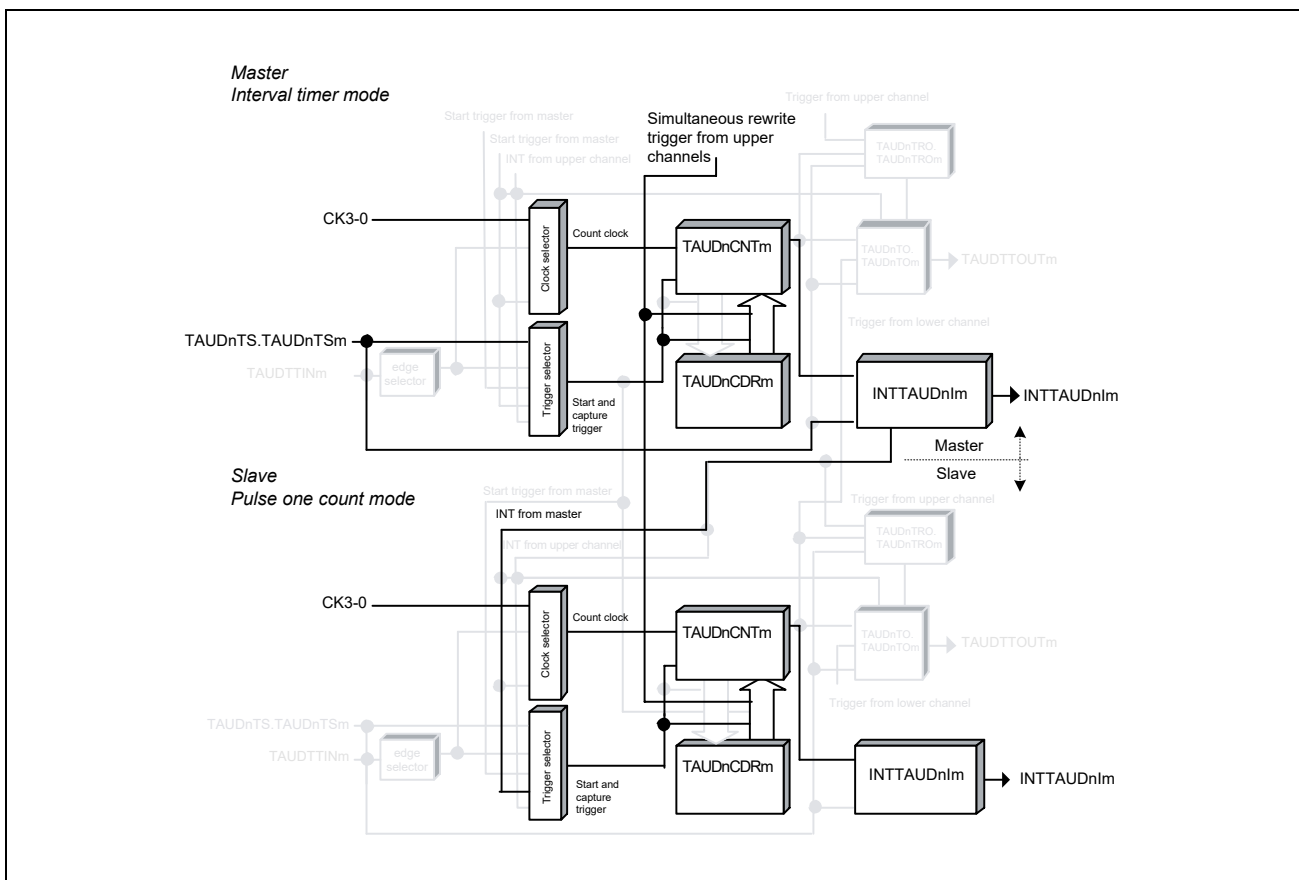 Master
Interval timer mode
Trigger from upper channel
Start trigger from master
Simultaneous rewrite
trigger from upper
channels
Start trigger from master
INT from upper channel
TAUDnTRO.
TAUDnTROm
CK3-0
Clock selector
Count clock
TAUDnCNTm
TAUDnTO.
TAUDnTOm
TAUDTTOUTm
Trigger from lower channel
TAUDnTS.TAUDnTSm
TAUDTTINm
edge
selector
Trigger selector
Start and
capture
trigger
TAUDnCDRm
INTTAUDnIm
INTTAUDnIm
Master
Slave
Slave
Pulse one count mode
Start trigger from master
INT from master
INT from upper channel
Trigger from upper channel
TAUDnTRO.
TAUDnTROm
CK3-0
Clock selector
Count clock
TAUDnCNTm
TAUDnTO.
TAUDnTOm
TAUDTTOUTm
Trigger from lower channel
TAUDnTS.TAUDnTSm
TAUDTTINm
edge
selector
Trigger selector
Start and
capture
trigger
TAUDnCDRm
INTTAUDnIm
INTTAUDnIm